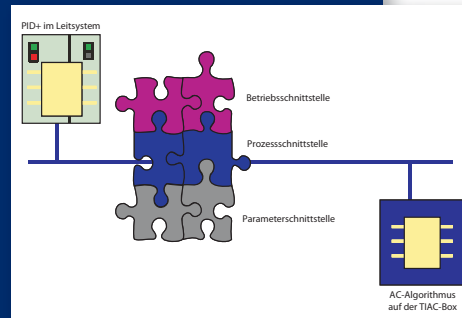 PID+ im Leitsystem
Betriebsschnittstelle
Prozessschnittstelle
Parameterschnittstelle
AC-Algorithmus
auf der TIAC-Box